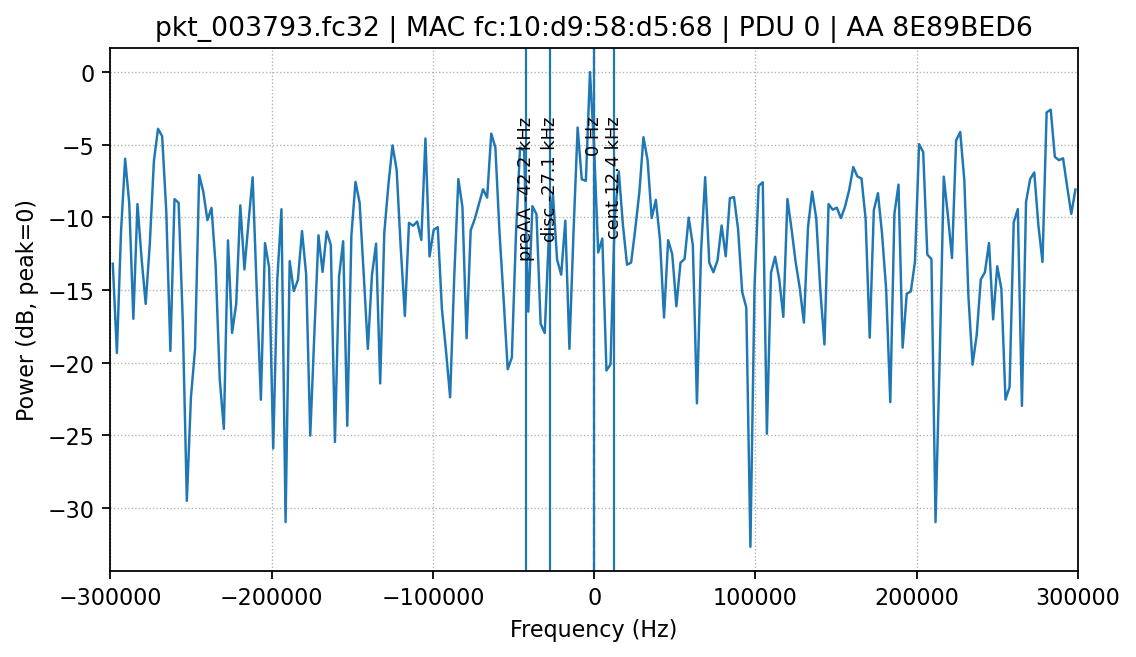 pkt_003793.fc32 | MAC fc:10:d9:58:d5:68 | PDU 0 | AA 8E89BED6
Power (dB, peak=0)
0
−5
−10
−15
−20
−25
−30
preAA -42.2 kHz
disc -27.1 kHz
0 Hz
cent 12.4 kHz
−300000
−200000
−100000
0
100000
200000
300000
Frequency (Hz)